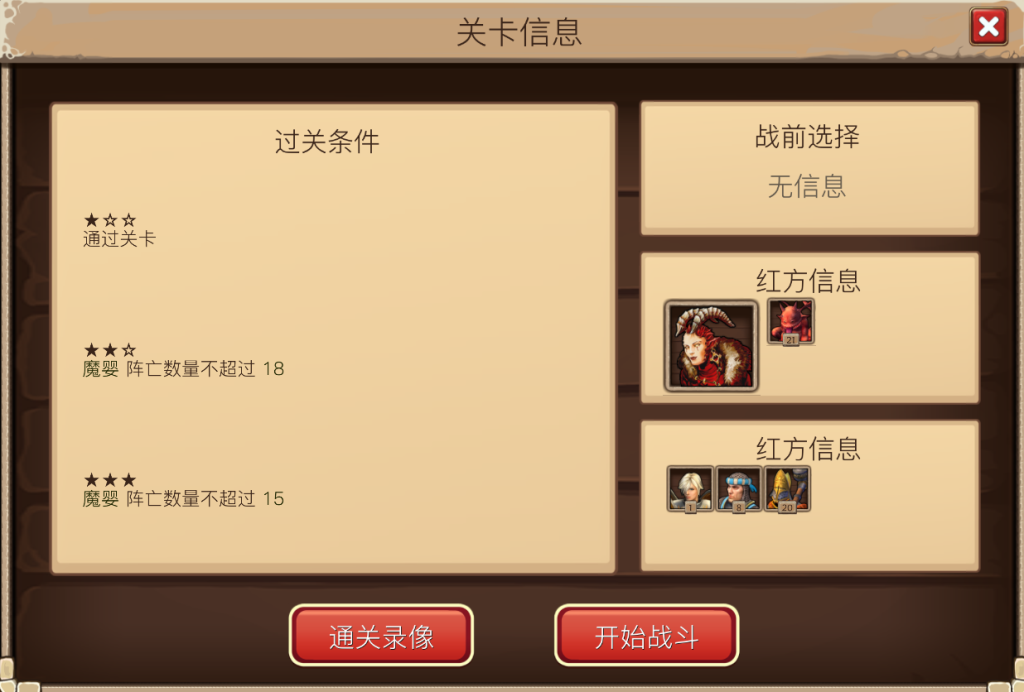 关卡信息
过关条件
★☆☆
通过关卡
★★☆
魔婴 阵亡数量不超过 18
★★★
魔婴 阵亡数量不超过 15
战前选择
无信息
红方信息
21
红方信息
1 8 20
通关录像
开始战斗